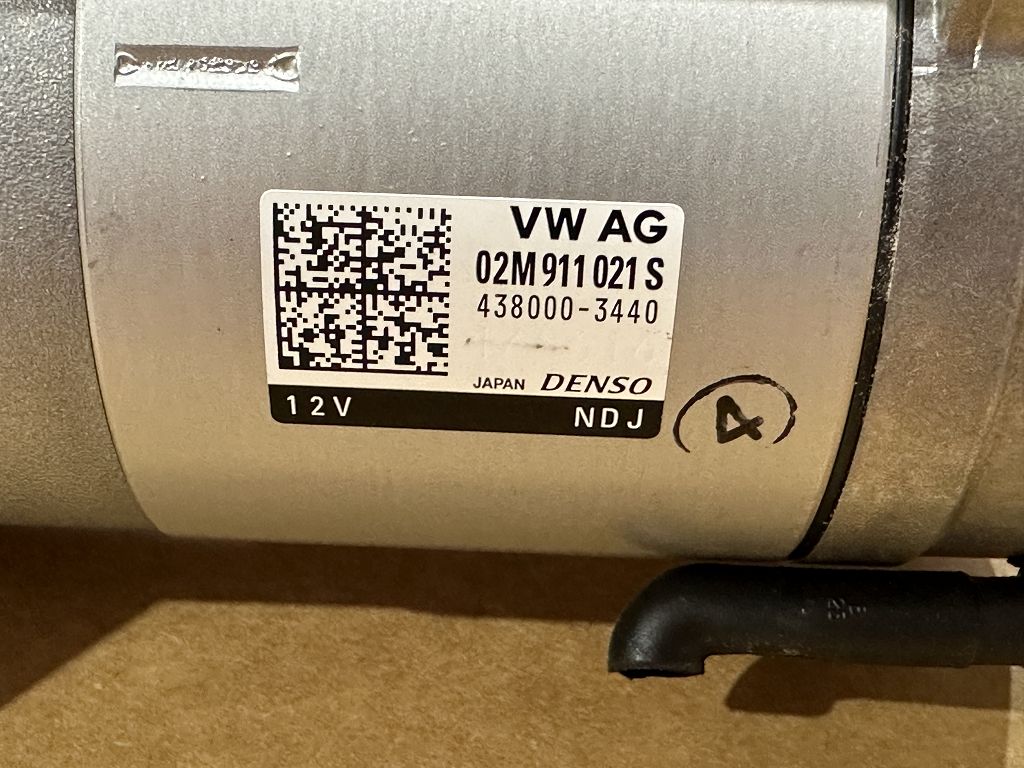 VW AG
02M 911 021 S
438000-3440
JAPAN DENSO
12V NDJ
4